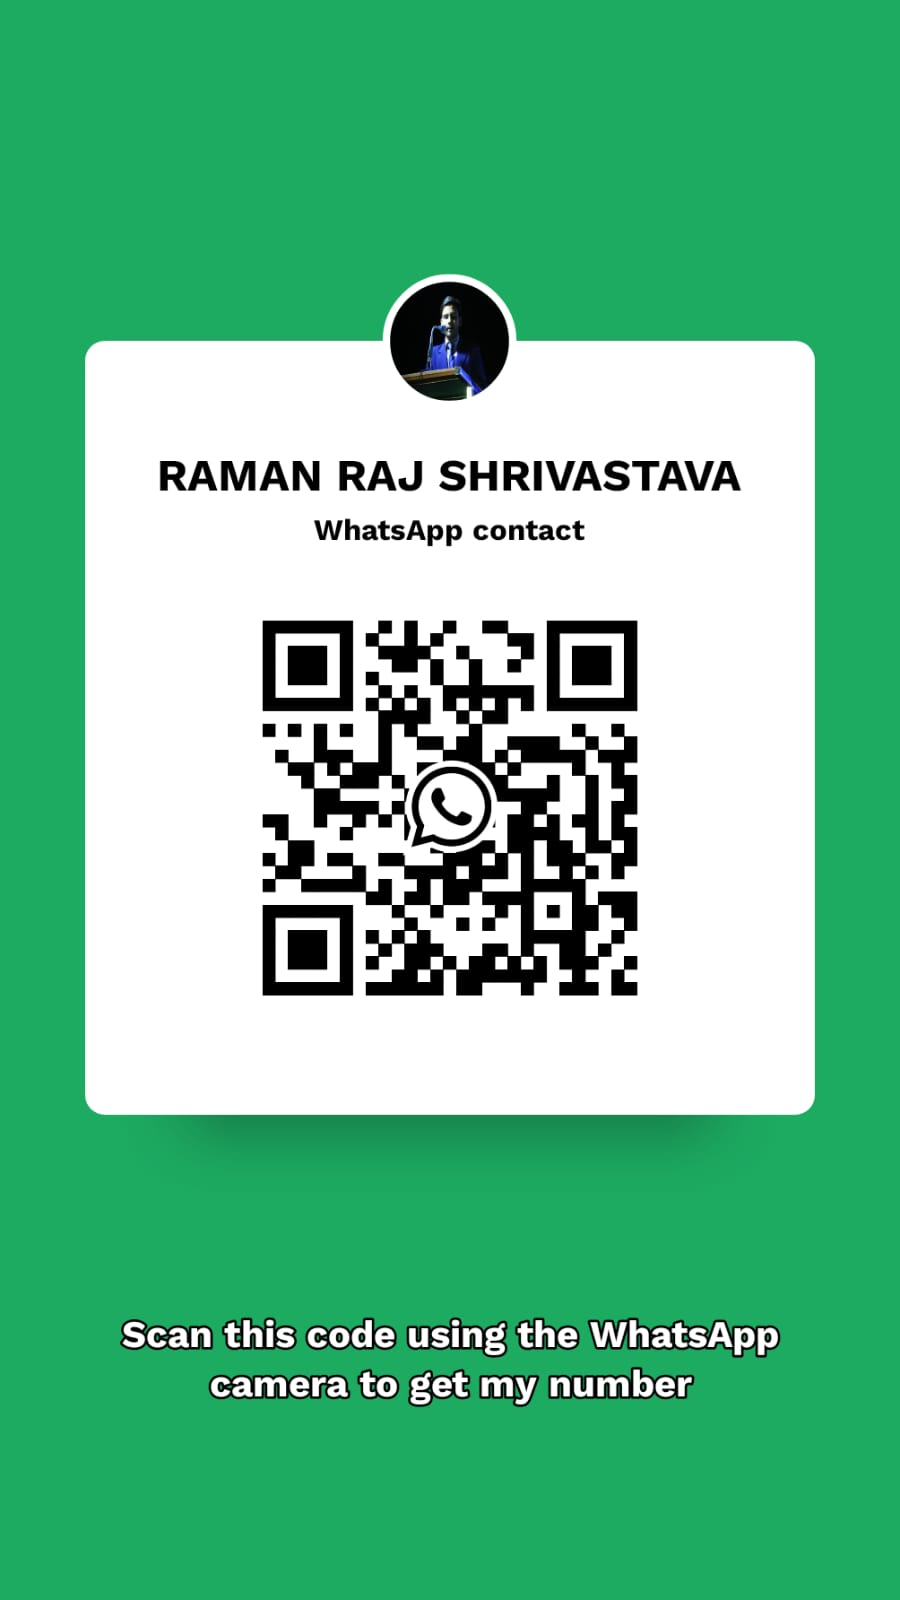 RAMAN RAJ SHRIVASTAVA
WhatsApp contact
Scan this code using the WhatsApp
camera to get my number